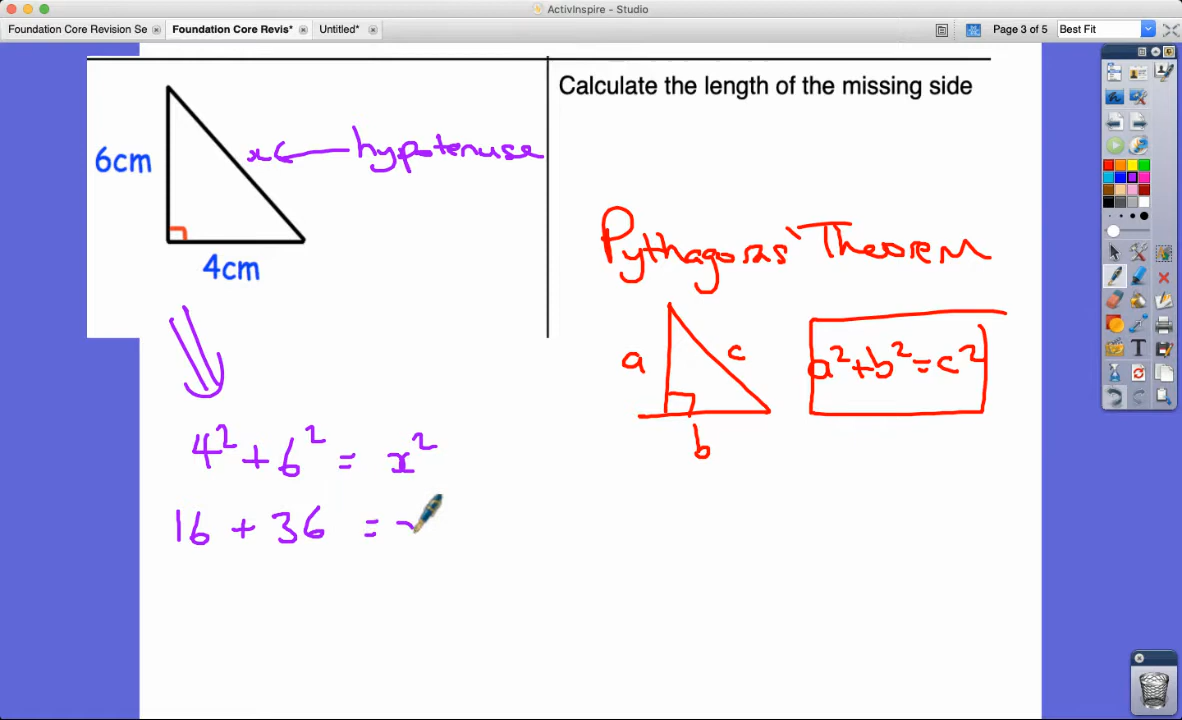 ActivInspire - Studio
Foundation Core Revision Se
Foundation Core Revis*
Untitled*
Page 3 of 5
Best Fit
6cm
x
hypotenuse
4cm
Calculate the length of the missing side
Pythagoras' Theorem
a
c
b
a²+b²=c²
4² + 6² = x²
16 + 36 =